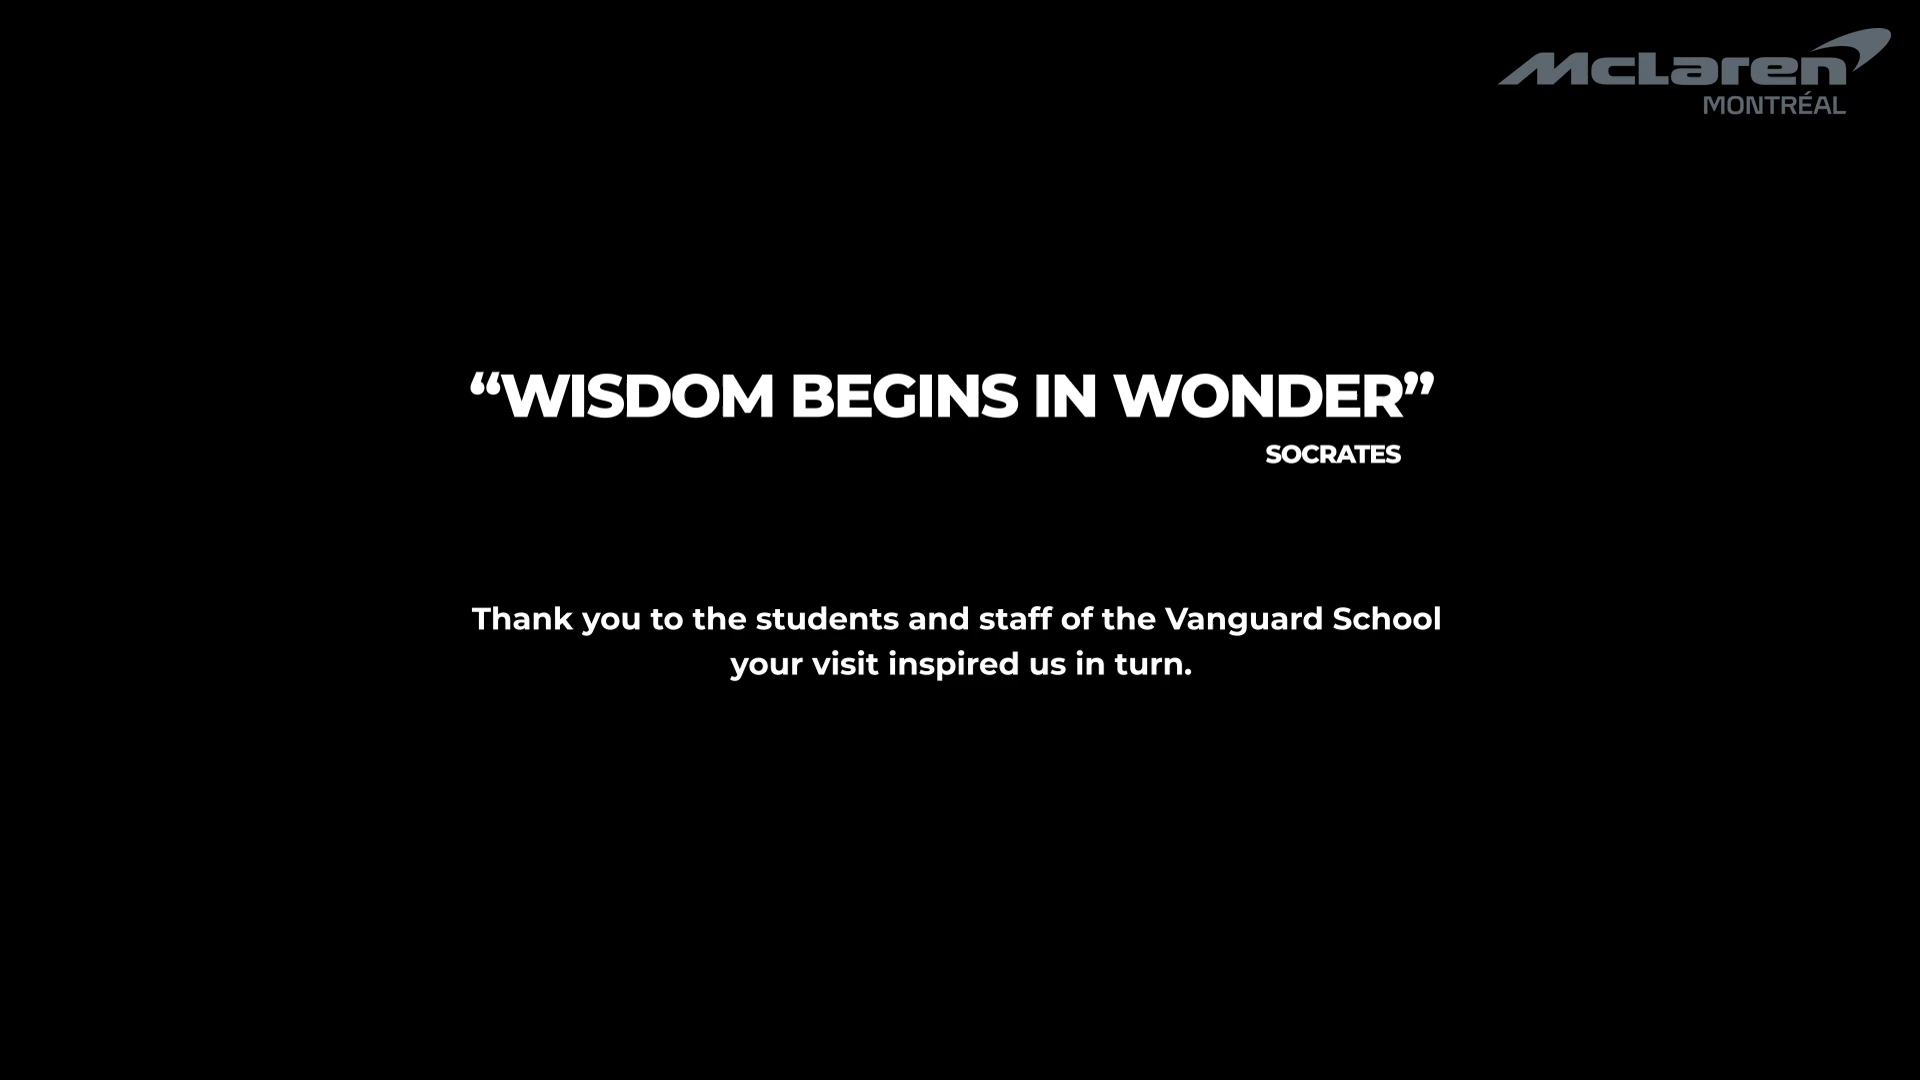 McLaren
MONTRÉAL
“WISDOM BEGINS IN WONDER”
SOCRATES
Thank you to the students and staff of the Vanguard School
your visit inspired us in turn.